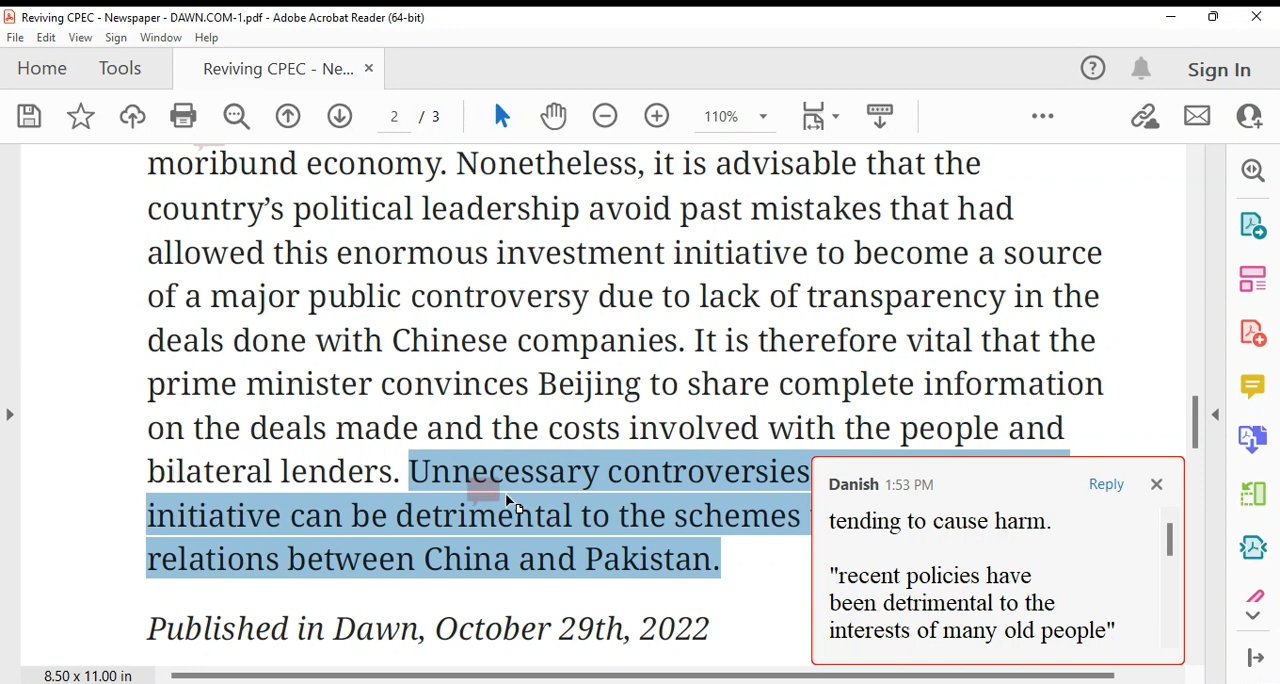 Reviving CPEC - Newspaper - DAWN.COM-1.pdf - Adobe Acrobat Reader (64-bit)
File Edit View Sign Window Help
Home Tools Reviving CPEC - Ne... Sign In
2 / 3 110%
moribund economy. Nonetheless, it is advisable that the
country’s political leadership avoid past mistakes that had
allowed this enormous investment initiative to become a source
of a major public controversy due to lack of transparency in the
deals done with Chinese companies. It is therefore vital that the
prime minister convinces Beijing to share complete information
on the deals made and the costs involved with the people and
bilateral lenders. Unnecessary controversies
initiative can be detrimental to the schemes
relations between China and Pakistan.
Published in Dawn, October 29th, 2022
Danish 1:53 PM Reply
tending to cause harm.
"recent policies have
been detrimental to the
interests of many old people"
8.50 x 11.00 in